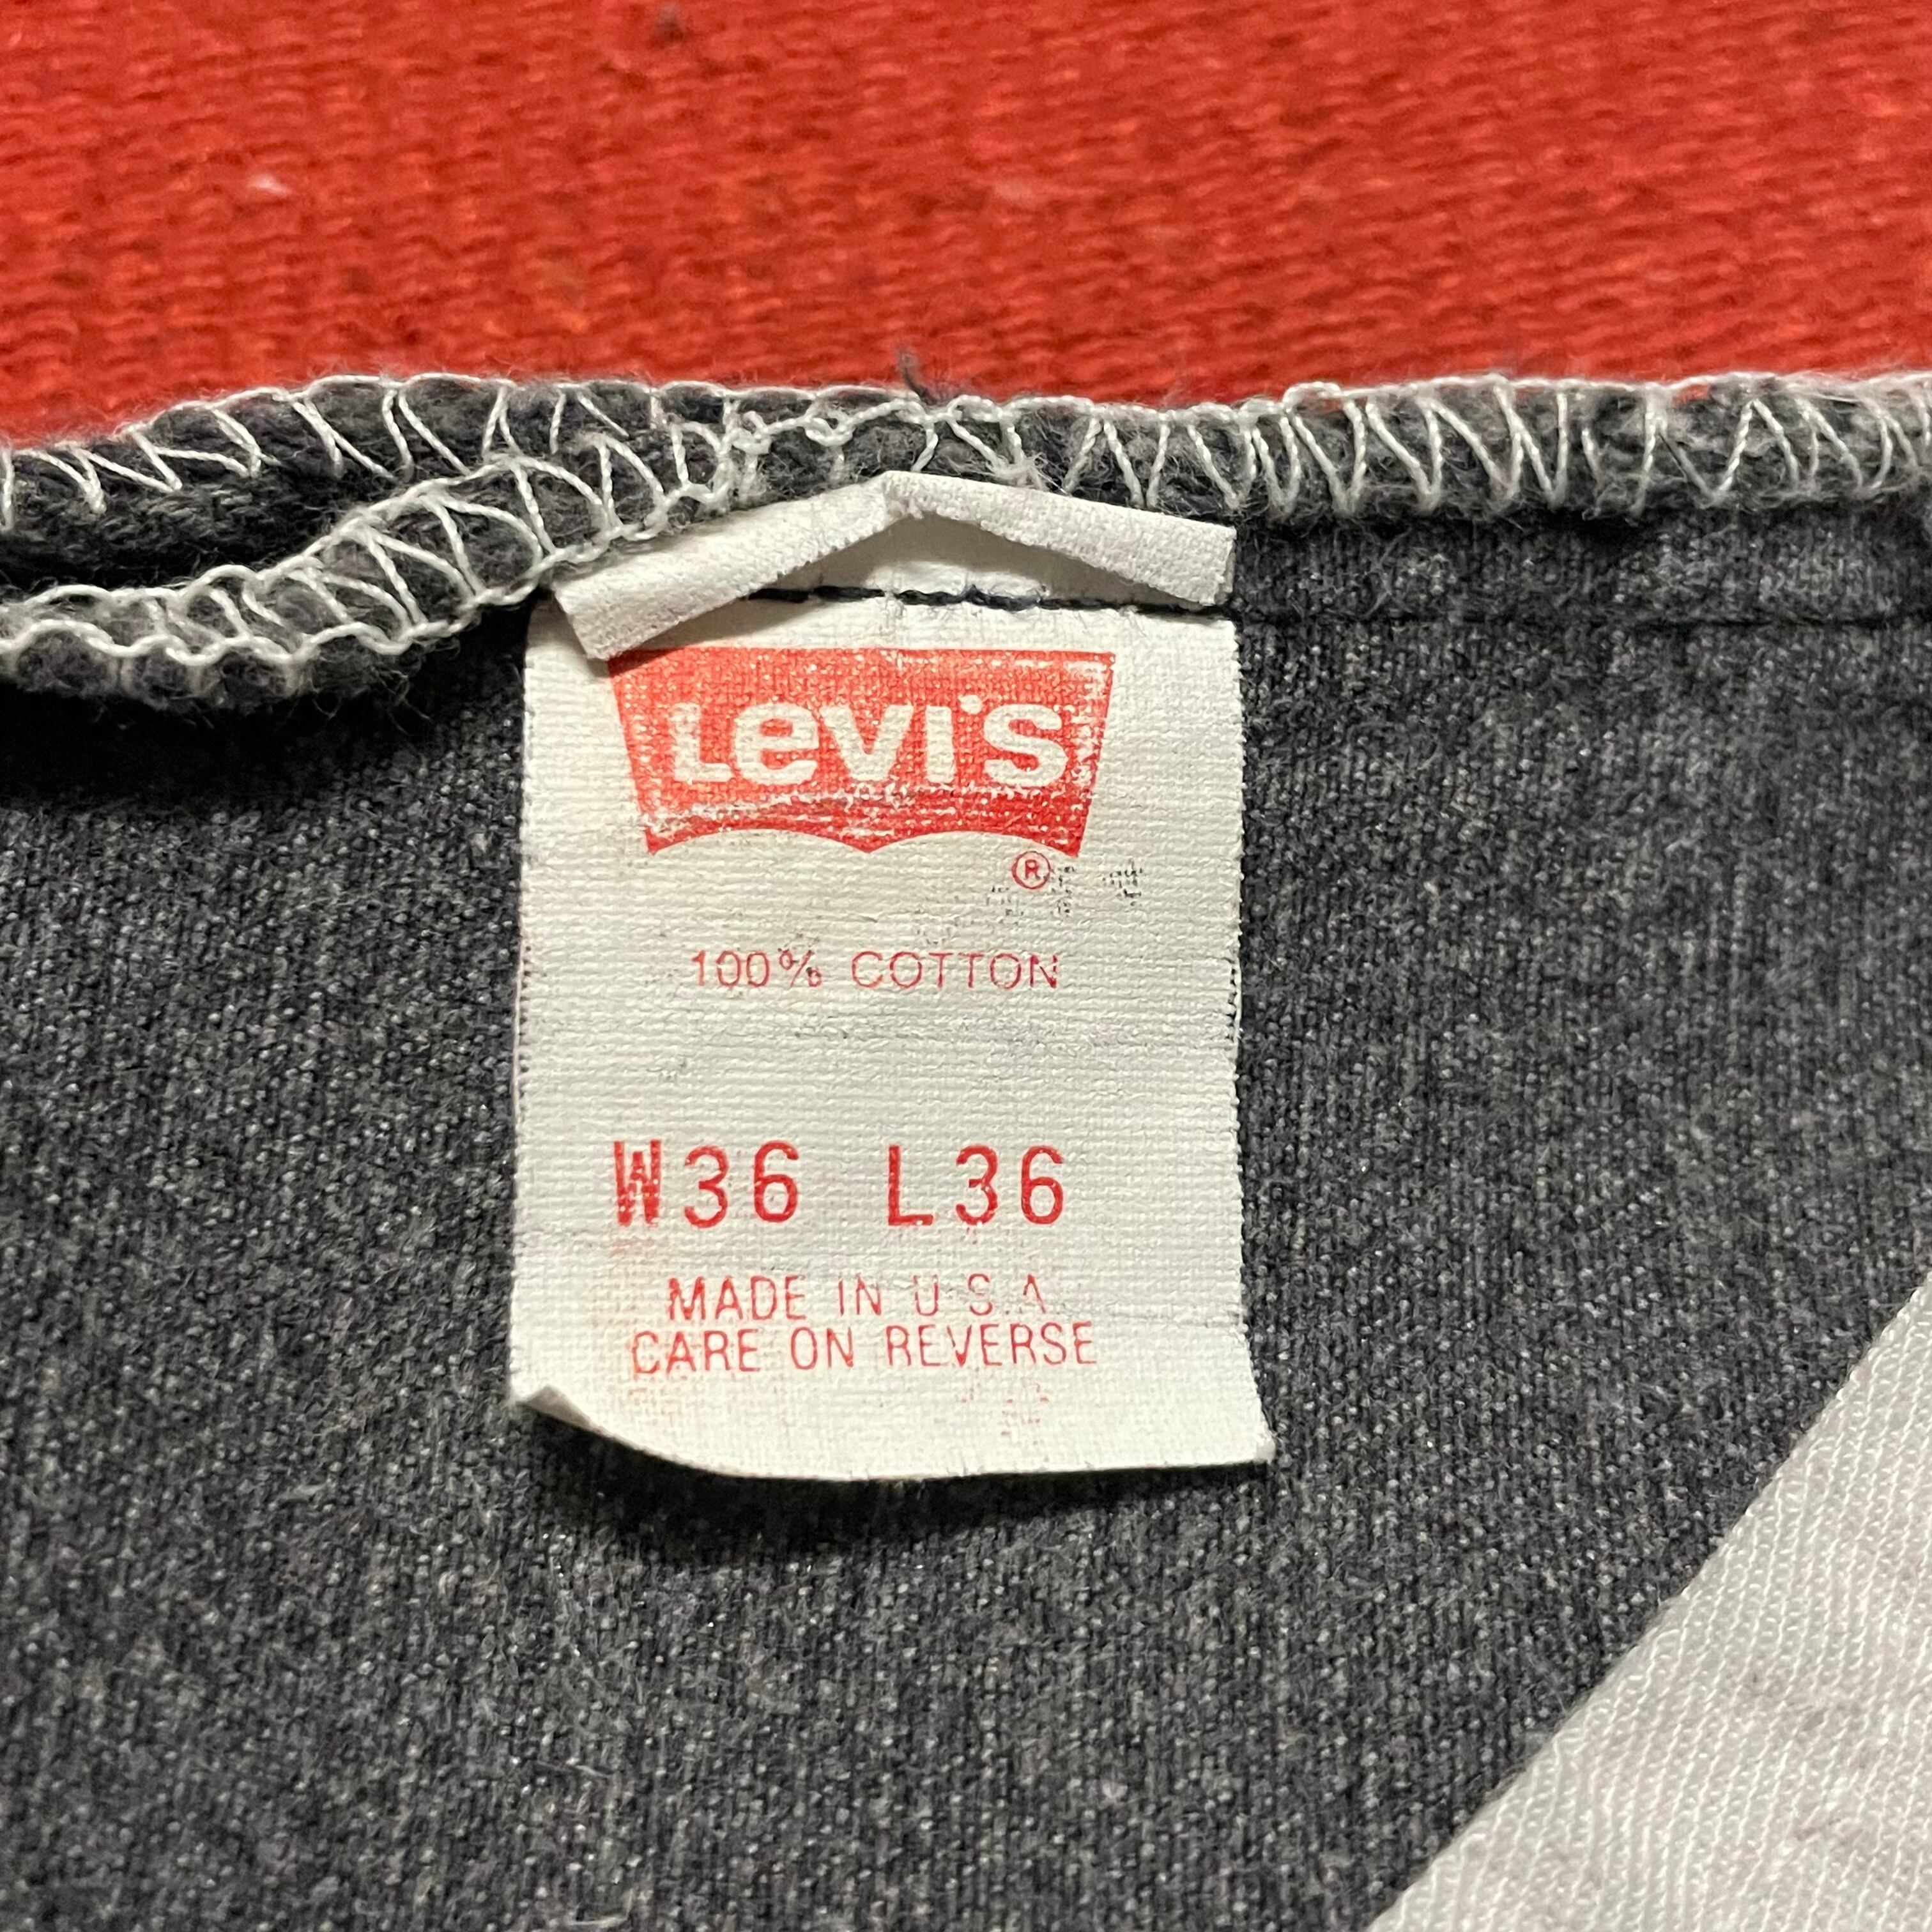 Levi's
®
100% COTTON
W36 L36
MADE IN U.S.A.
CARE ON REVERSE